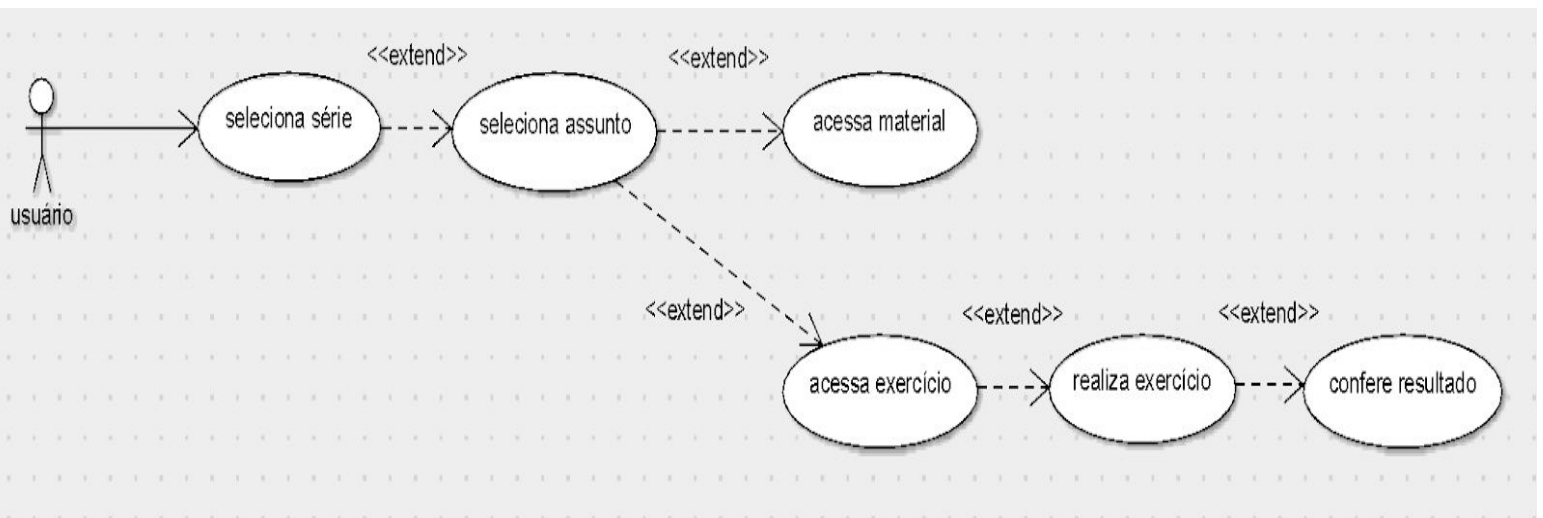 <<extend>>
<<extend>>
seleciona série
seleciona assunto
acessa material
usuário
<<extend>>
<<extend>>
<<extend>>
acessa exercício
realiza exercício
confere resultado